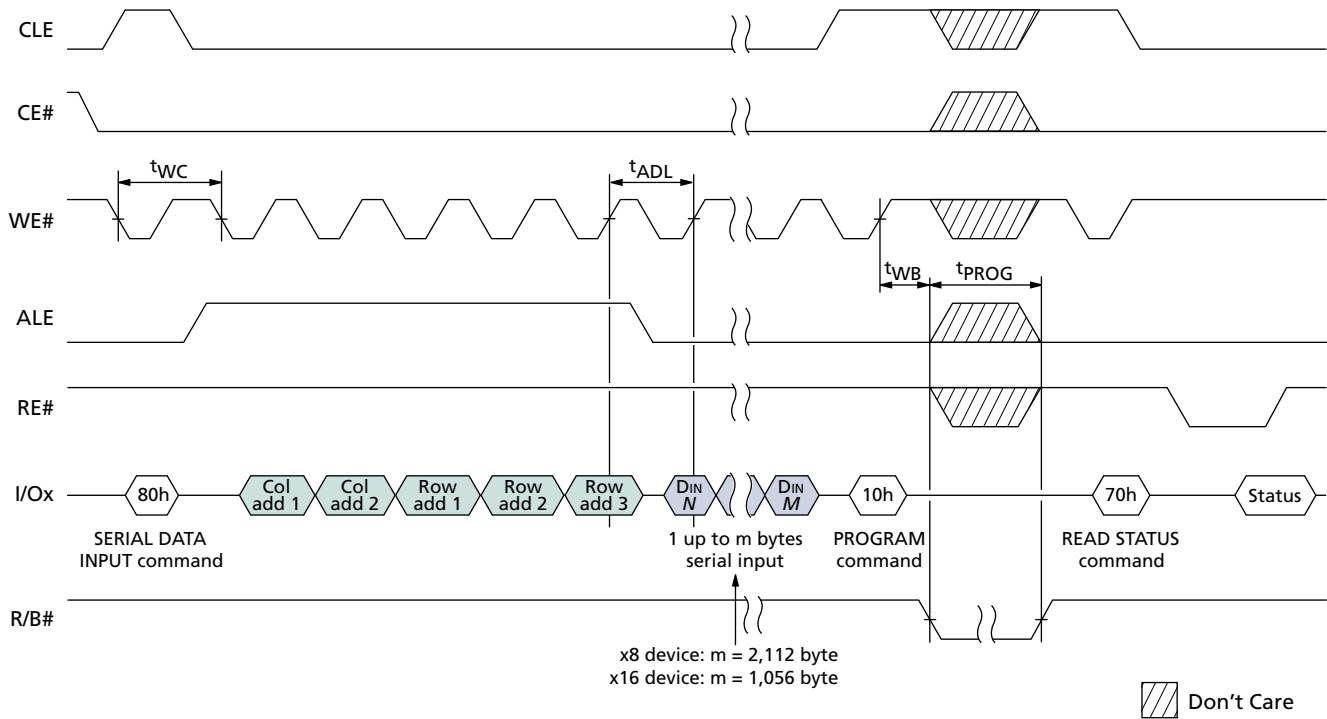 CLE
CE#
tWC
tADL
WE#
tWB
tPROG
ALE
RE#
I/Ox
80h
Col
add 1
Col
add 2
Row
add 1
Row
add 2
Row
add 3
DIN
N
DIN
M
10h
70h
Status
SERIAL DATA
INPUT command
1 up to m bytes
serial input
PROGRAM
command
READ STATUS
command
R/B#
x8 device: m = 2,112 byte
x16 device: m = 1,056 byte
Don't Care